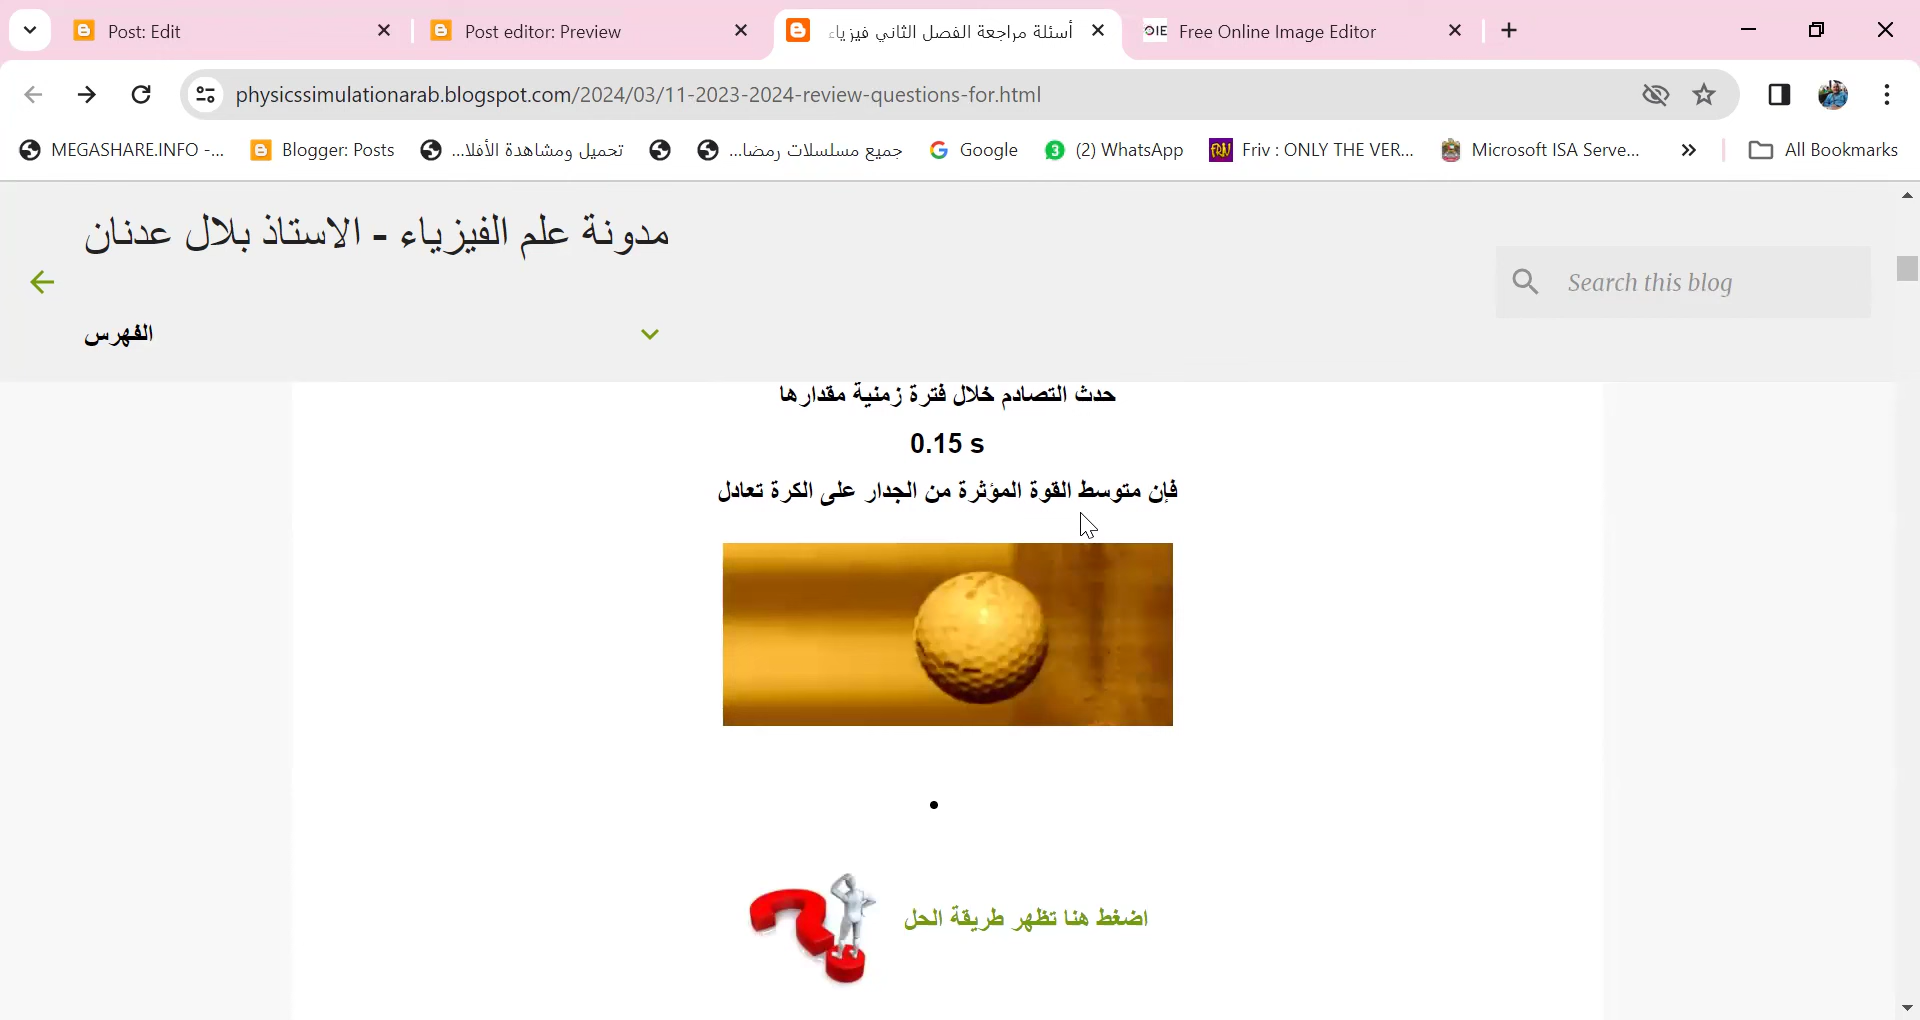 Post: Edit
Post editor: Preview
أسئلة مراجعة الفصل الثاني فيزياء
OIE Free Online Image Editor
physicssimulationarab.blogspot.com/2024/03/11-2023-2024-review-questions-for.html
MEGASHARE.INFO -...
Blogger: Posts
تحميل ومشاهدة الأفلا...
جميع مسلسلات رمضا...
Google
3 (2) WhatsApp
FRIV Friv : ONLY THE VER...
Microsoft ISA Serve...
All Bookmarks
مدونة علم الفيزياء - الاستاذ بلال عدنان
Search this blog
الفهرس
حدث التصادم خلال فترة زمنية مقدارها
0.15 s
فإن متوسط القوة المؤثرة من الجدار على الكرة تعادل
اضغط هنا تظهر طريقة الحل